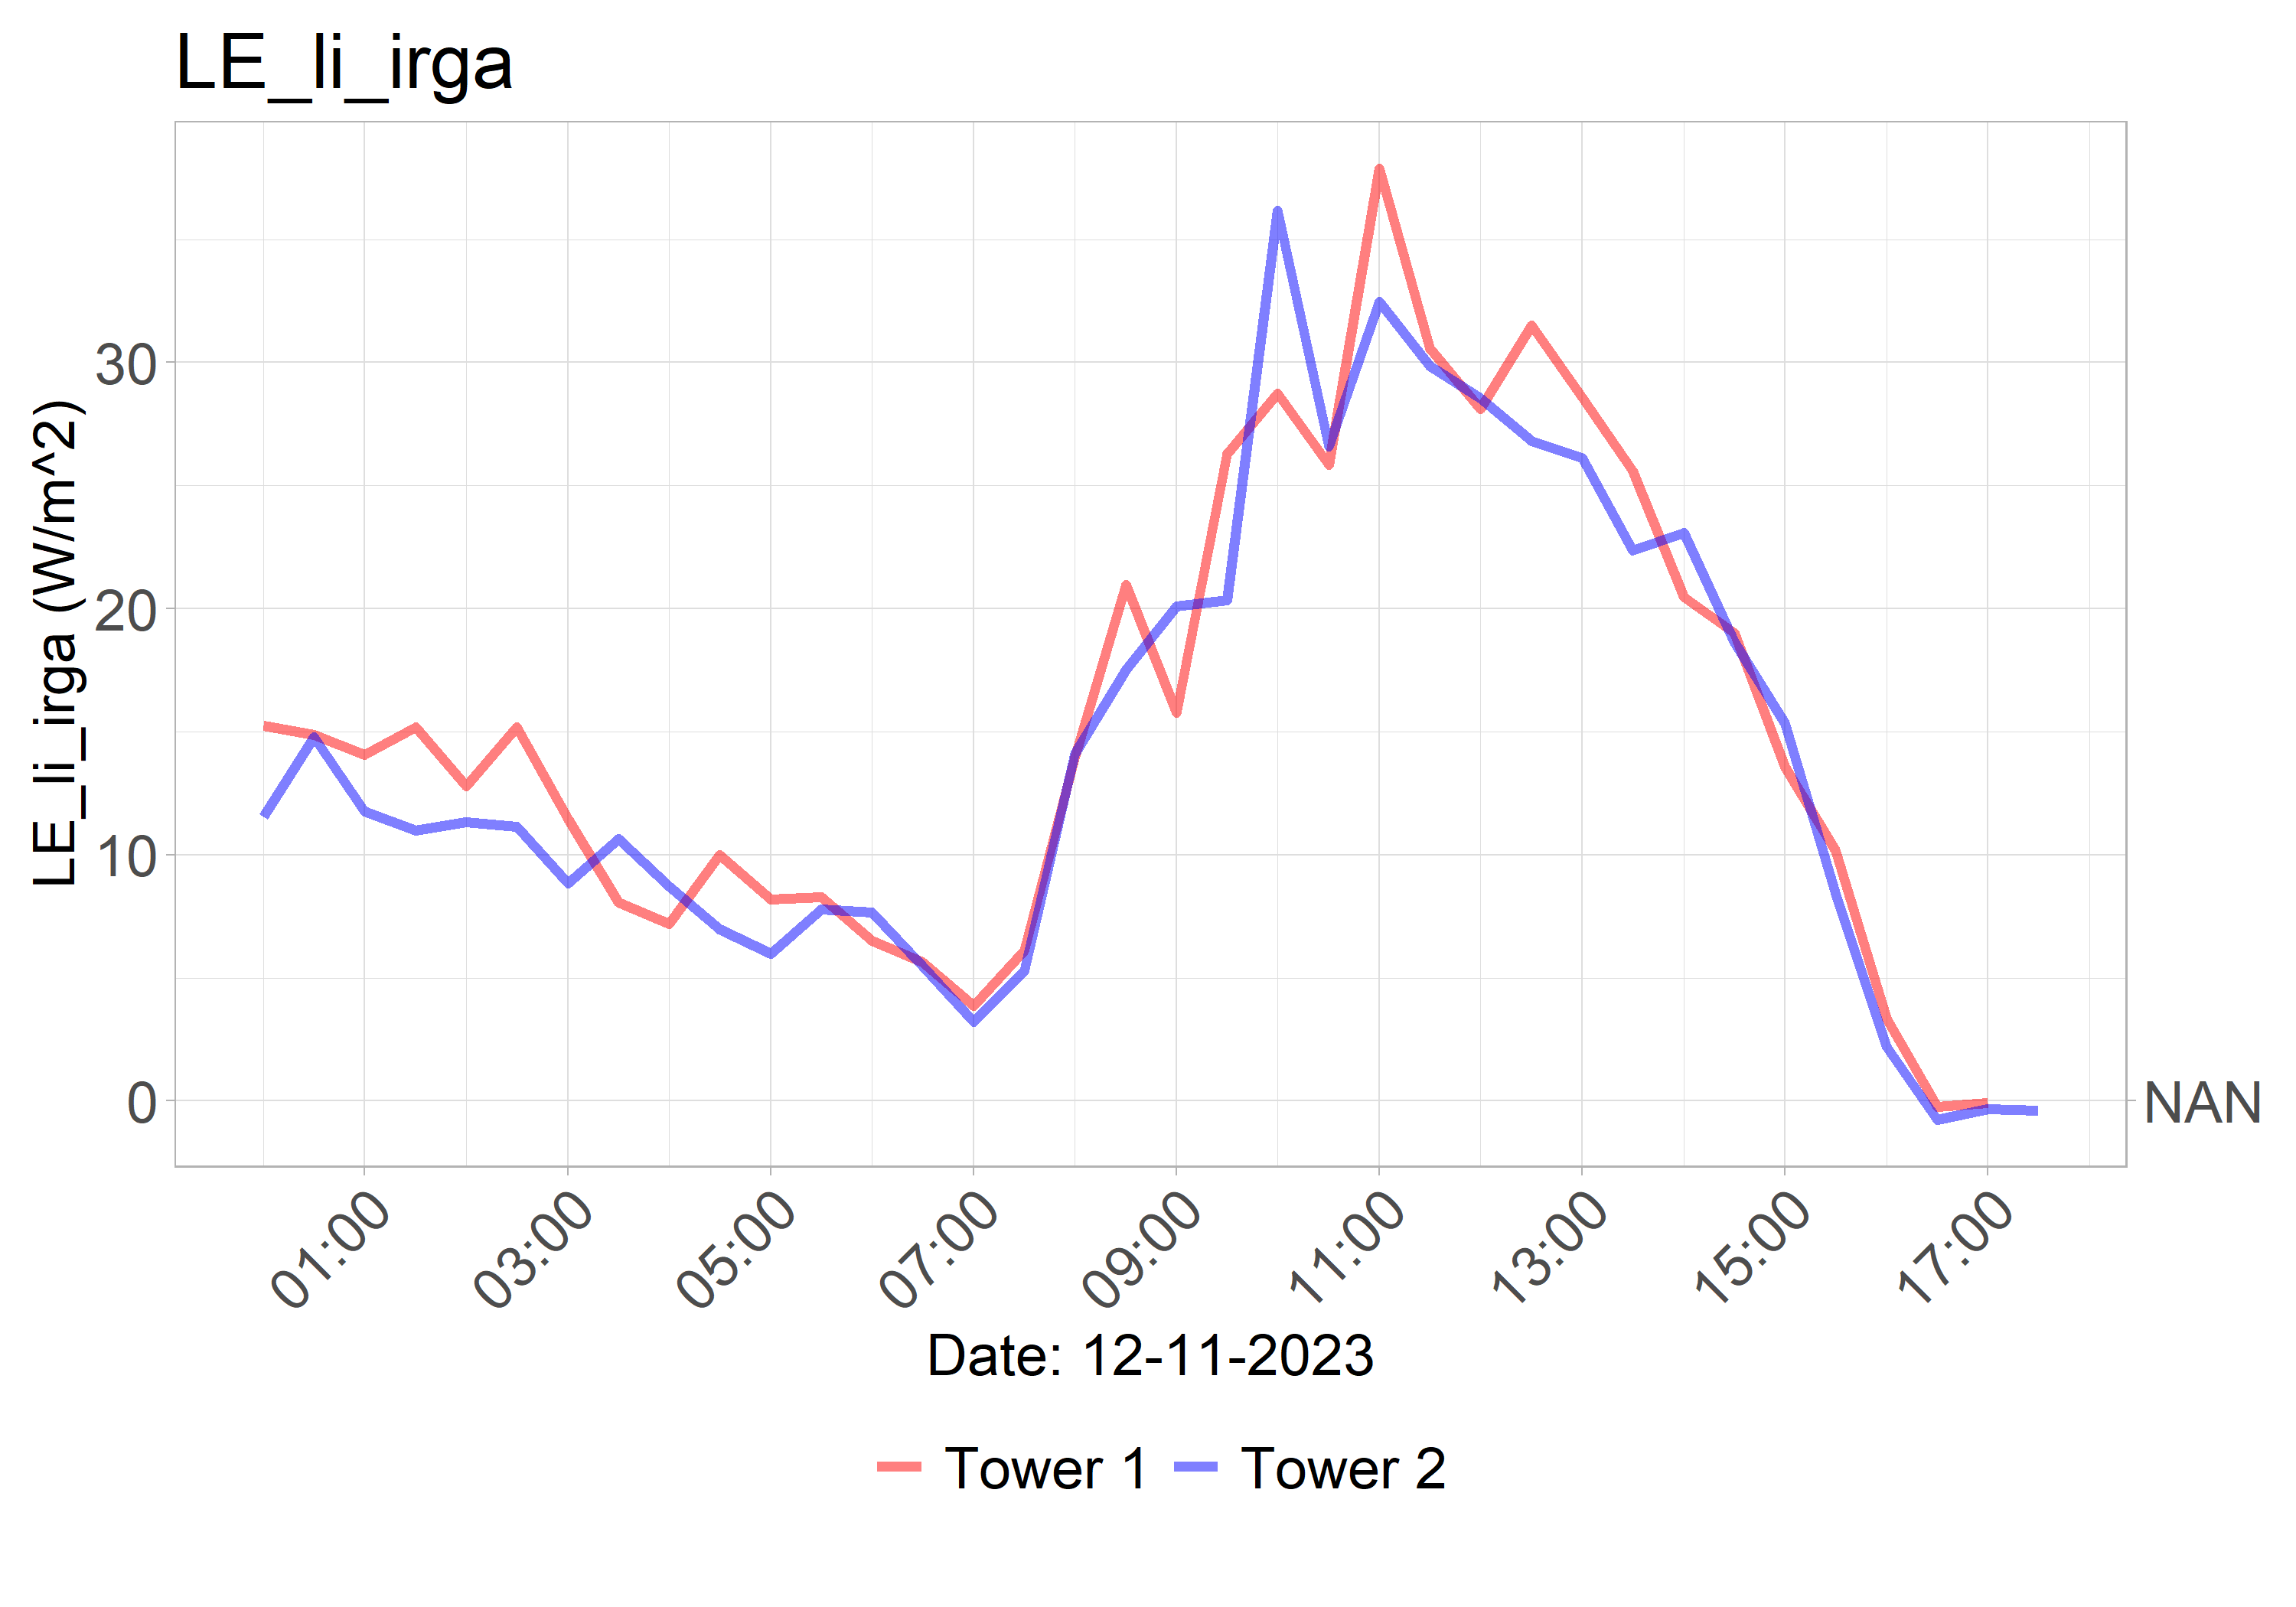 LE_li_irga
LE_li_irga (W/m^2)
30
20
10
0
NAN
01:00 03:00 05:00 07:00 09:00 11:00 13:00 15:00 17:00
Date: 12-11-2023
Tower 1 Tower 2